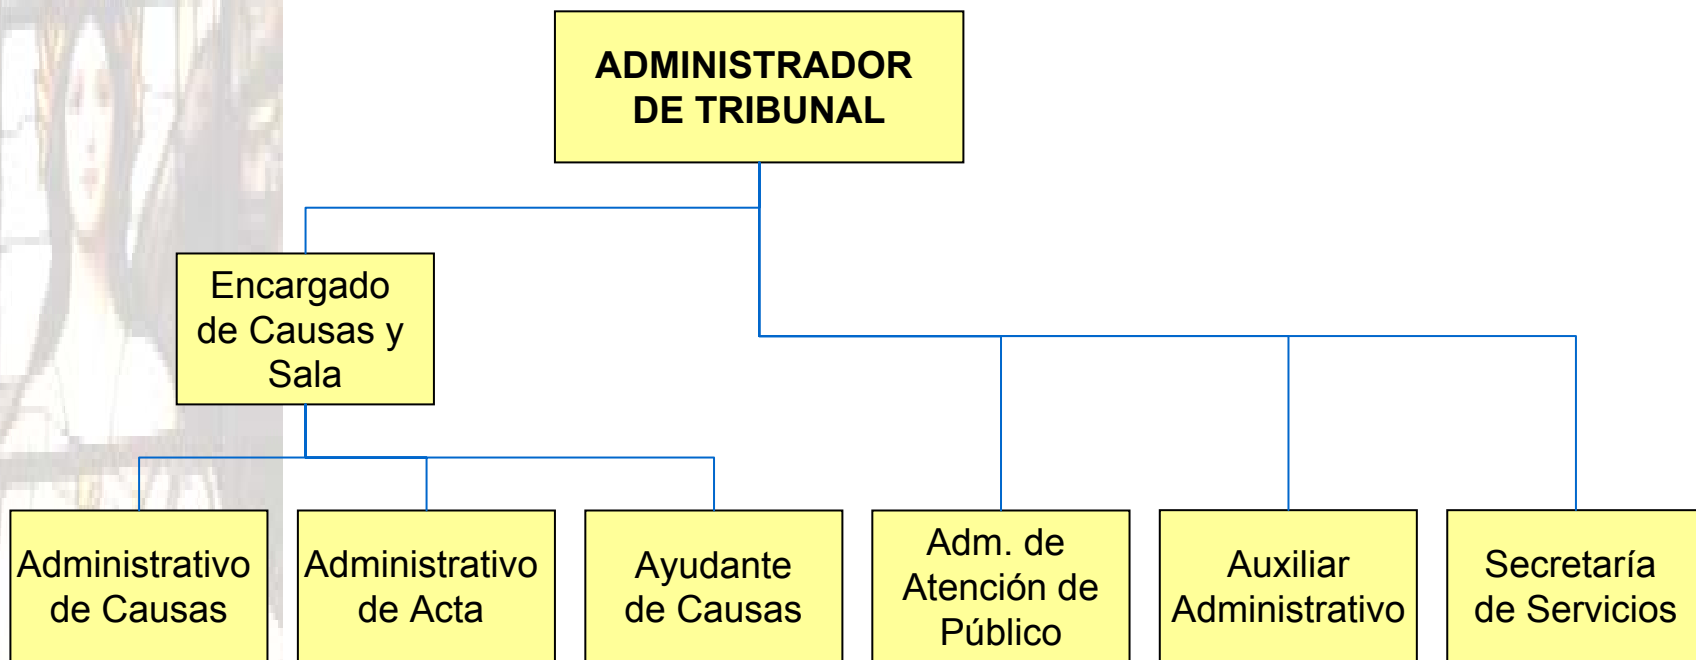 ADMINISTRADOR
DE TRIBUNAL
Encargado
de Causas y
Sala
Administrativo
de Causas
Administrativo
de Acta
Ayudante
de Causas
Adm. de
Atención de
Público
Auxiliar
Administrativo
Secretaría
de Servicios